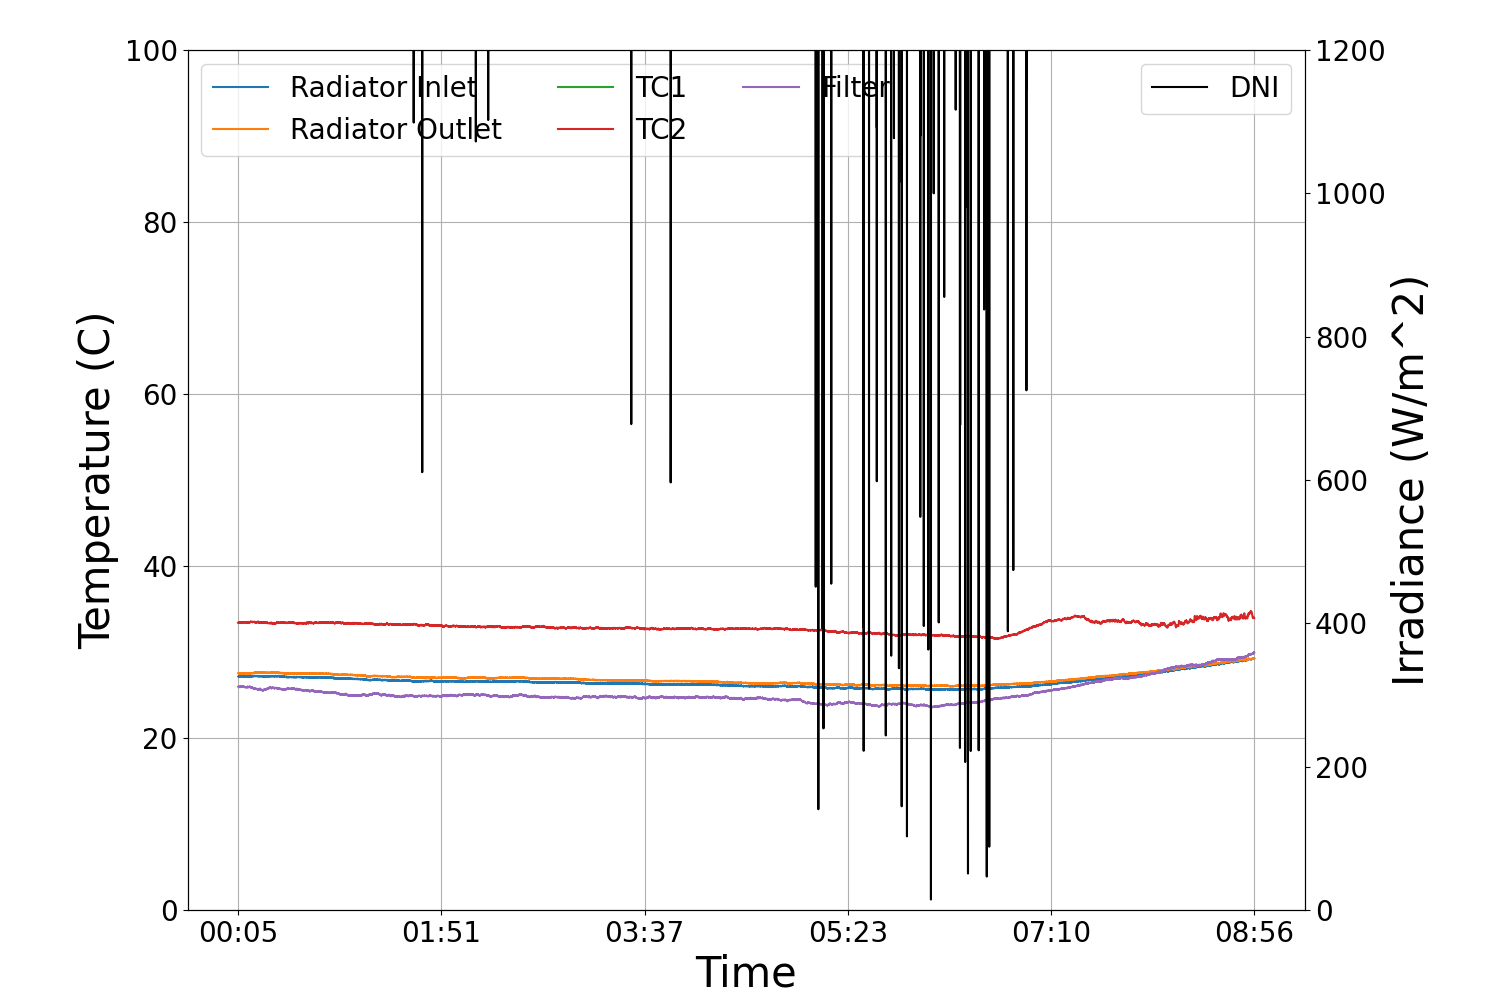 100
80
60
40
20
0
Temperature (C)
Radiator Inlet
Radiator Outlet
TC1
TC2
Filter
DNI
1200
1000
800
600
400
200
0
Irradiance (W/m^2)
00:05 01:51 03:37 05:23 07:10 08:56
Time